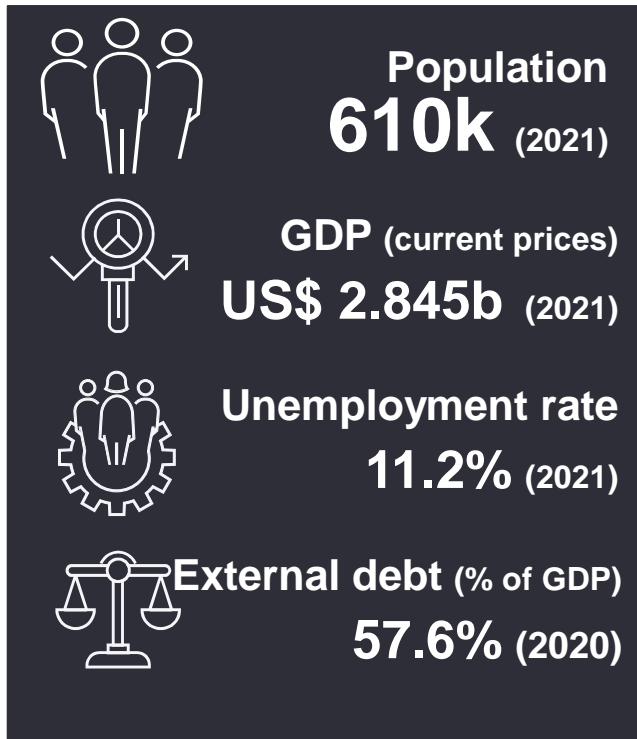 Population
610k (2021)
GDP (current prices)
US$ 2.845b (2021)
Unemployment rate
11.2% (2021)
External debt (% of GDP)
57.6% (2020)